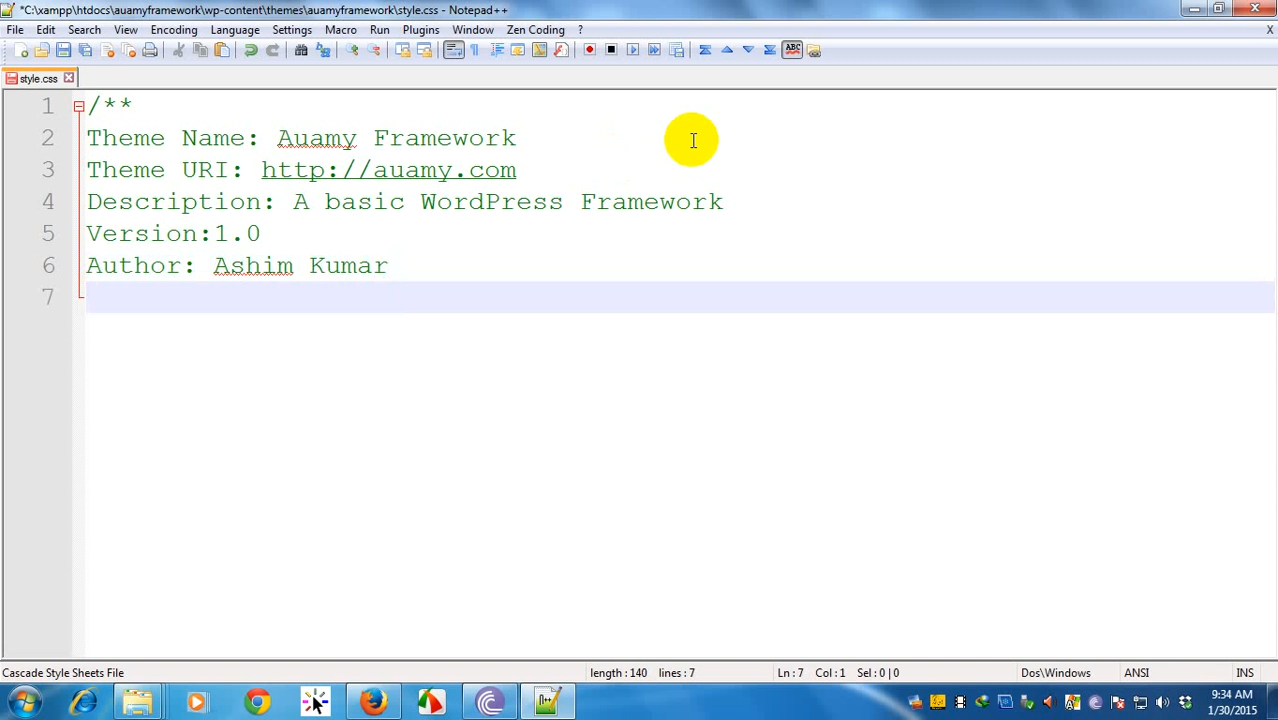 *C:\xampp\htdocs\auamyframework\wp-content\themes\auamyframework\style.css - Notepad++
File Edit Search View Encoding Language Settings Macro Run Plugins Window Zen Coding ? X
ABC
style.css
1 /**
2 Theme Name: Auamy Framework
3 Theme URI: http://auamy.com
4 Description: A basic WordPress Framework
5 Version:1.0
6 Author: Ashim Kumar
7
Cascade Style Sheets File length : 140 lines : 7 Ln : 7 Col : 1 Sel : 0 | 0 Dos\Windows ANSI INS
9:34 AM
1/30/2015